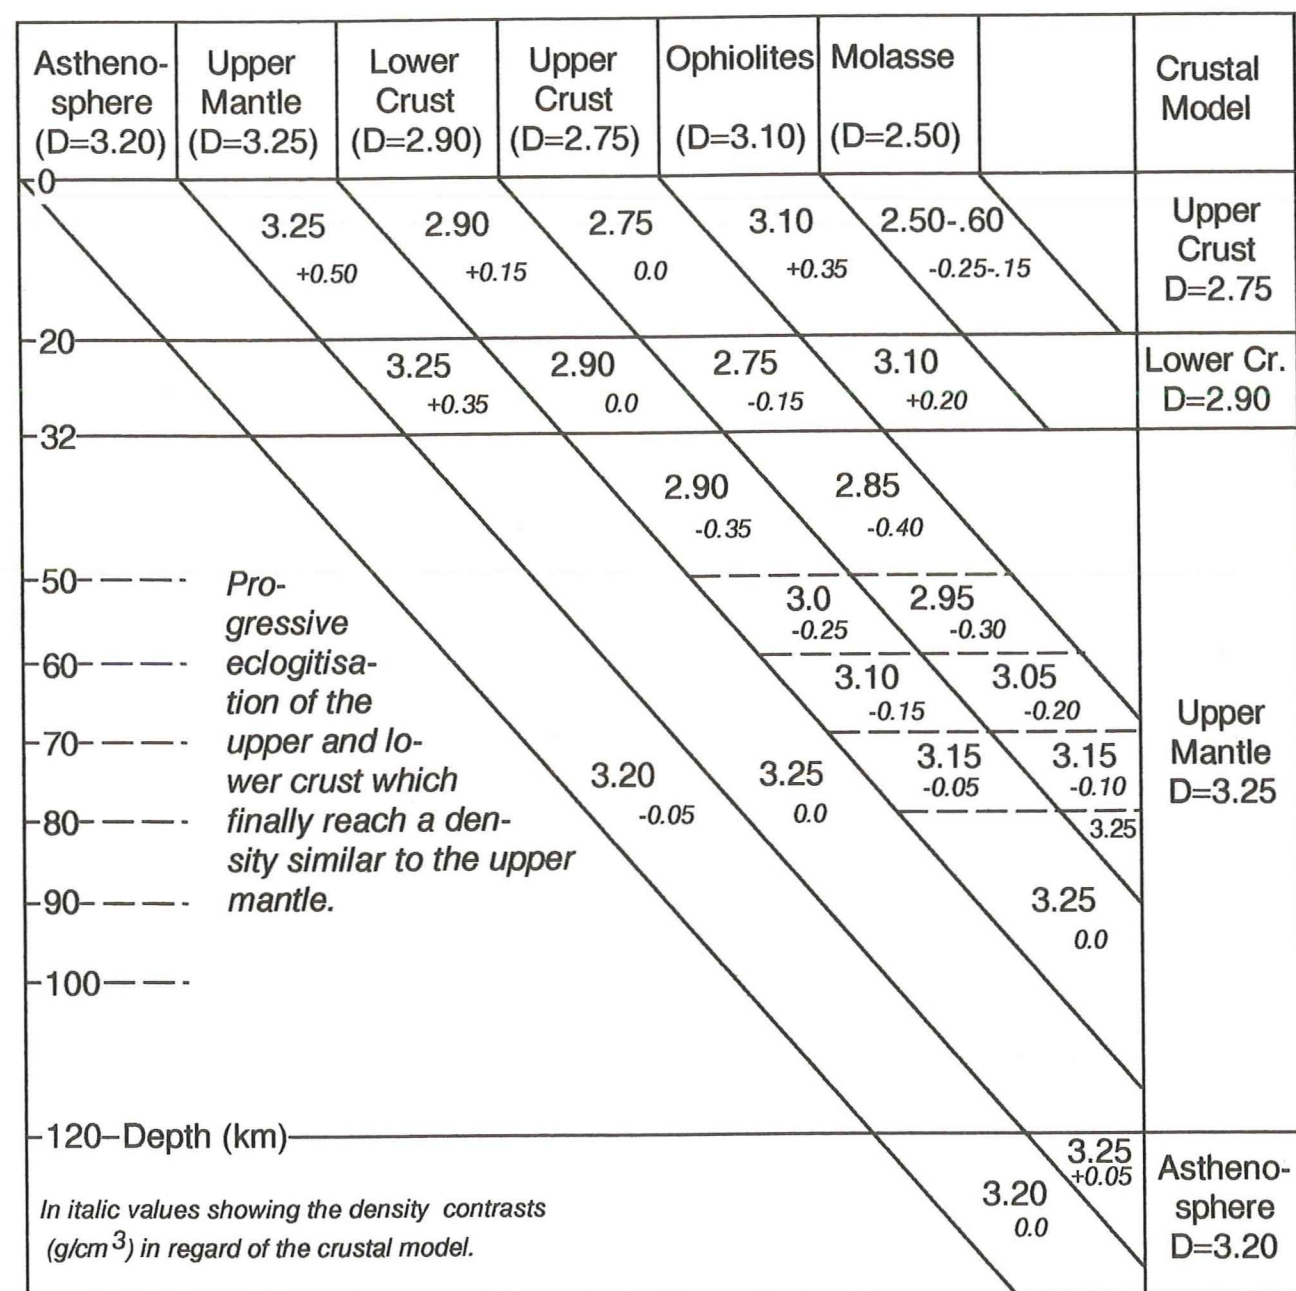 Astheno-
sphere
(D=3.20)
Upper
Mantle
(D=3.25)
Lower
Crust
(D=2.90)
Upper
Crust
(D=2.75)
Ophiolites
(D=3.10)
Molasse
(D=2.50)
Crustal
Model
0
3.25
+0.50
2.90
+0.15
2.75
0.0
3.10
+0.35
2.50-.60
-0.25-.15
Upper
Crust
D=2.75
20
3.25
+0.35
2.90
0.0
2.75
-0.15
3.10
+0.20
Lower Cr.
D=2.90
32
2.90
-0.35
2.85
-0.40
50
3.0
-0.25
2.95
-0.30
60
3.10
-0.15
3.05
-0.20
70
3.15
-0.05
3.15
-0.10
80
3.25
90
3.25
0.0
100
Pro-
gressive
eclogitisa-
tion of the
upper and lo-
wer crust which
finally reach a den-
sity similar to the upper
mantle.
3.20
-0.05
3.25
0.0
Upper
Mantle
D=3.25
120 Depth (km)
3.25
+0.05
3.20
0.0
Astheno-
sphere
D=3.20
In italic values showing the density contrasts
(g/cm3) in regard of the crustal model.